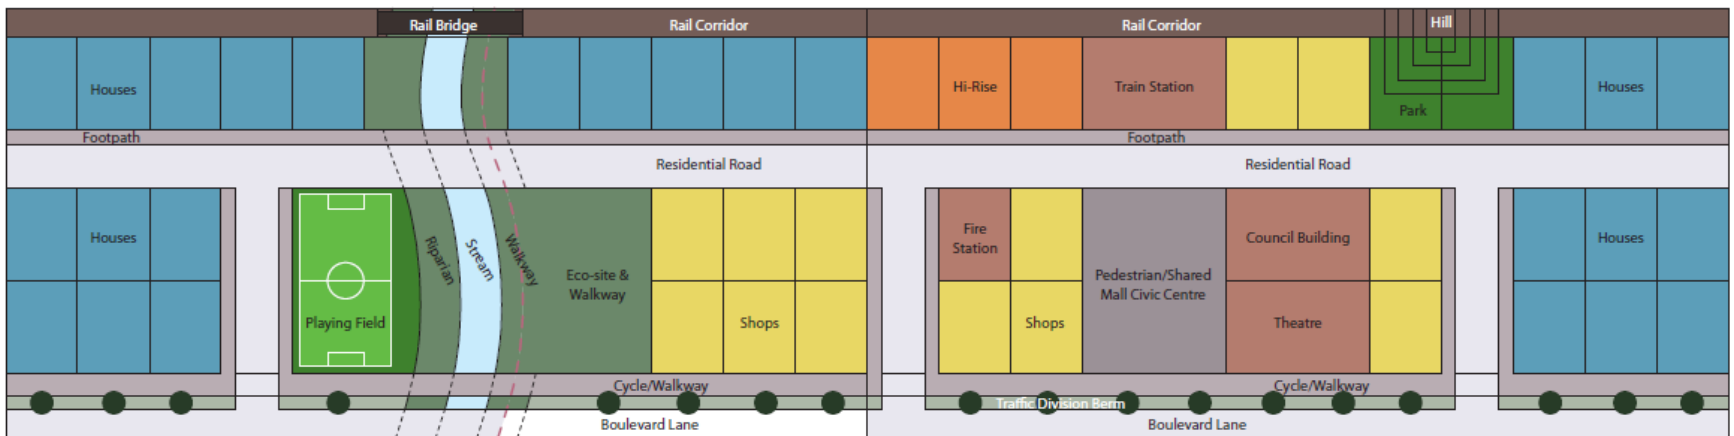 Rail Bridge
Rail Corridor
Rail Corridor
Hill
Houses
Hi-Rise
Train Station
Park
Houses
Footpath
Footpath
Residential Road
Residential Road
Houses
Riparian
Stream
Walkway
Eco-site &
Walkway
Playing Field
Shops
Fire
Station
Shops
Pedestrian/Shared
Mall Civic Centre
Council Building
Theatre
Houses
Cycle/Walkway
Cycle/Walkway
Traffic Division Berm
Boulevard Lane
Boulevard Lane